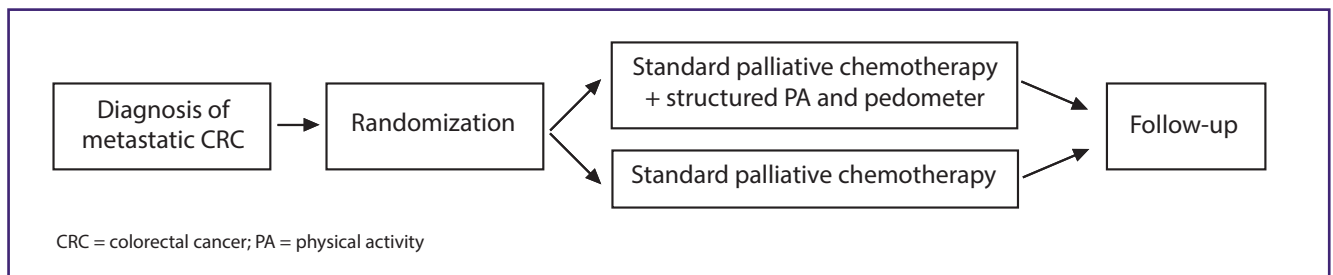 Diagnosis of
metastatic CRC
Randomization
Standard palliative chemotherapy
+ structured PA and pedometer
Standard palliative chemotherapy
Follow-up
CRC = colorectal cancer; PA = physical activity